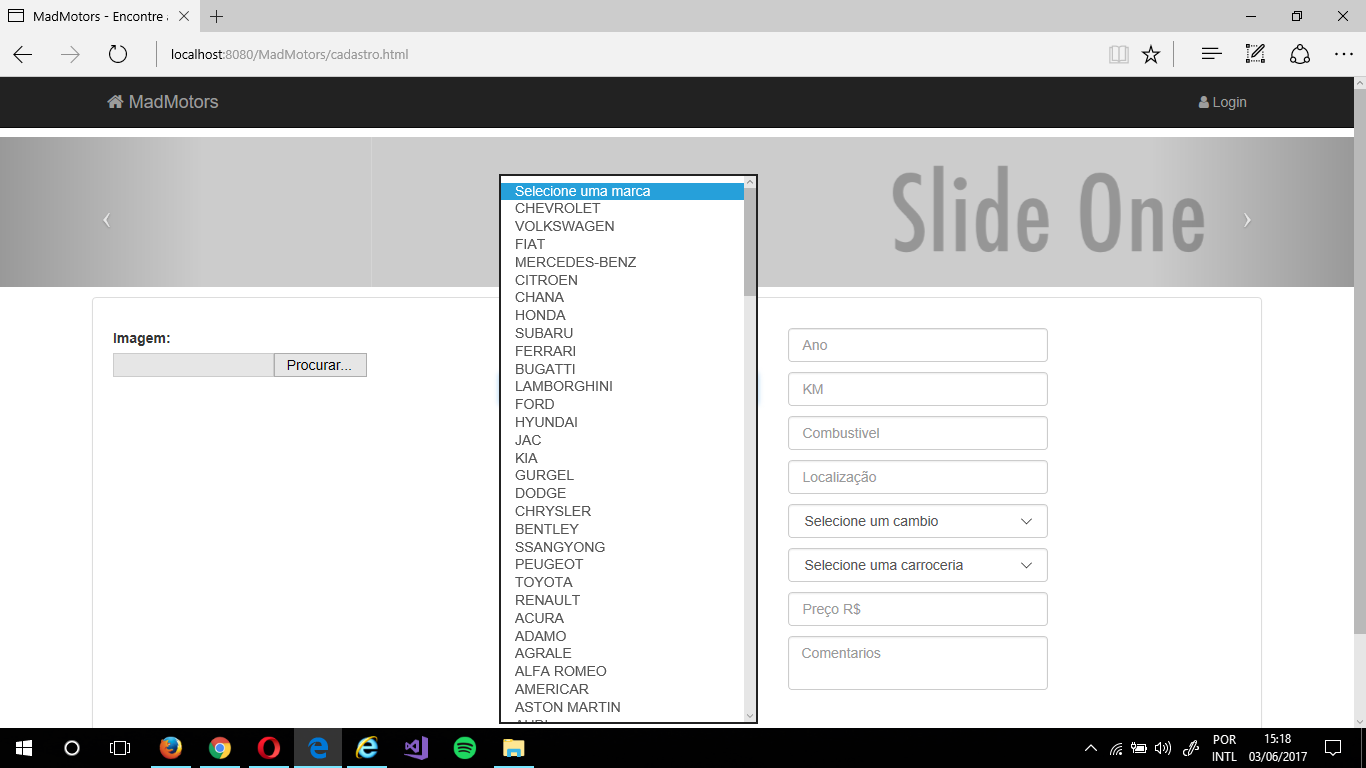 MadMotors - Encontre
localhost:8080/MadMotors/cadastro.html
MadMotors
Login
Slide One
Imagem:
Procurar...
Selecione uma marca
CHEVROLET
VOLKSWAGEN
FIAT
MERCEDES-BENZ
CITROEN
CHANA
HONDA
SUBARU
FERRARI
BUGATTI
LAMBORGHINI
FORD
HYUNDAI
JAC
KIA
GURGEL
DODGE
CHRYSLER
BENTLEY
SSANGYONG
PEUGEOT
TOYOTA
RENAULT
ACURA
ADAMO
AGRALE
ALFA ROMEO
AMERICAR
ASTON MARTIN
Ano
KM
Combustivel
Localização
Selecione um cambio
Selecione uma carroceria
Preço R$
Comentarios
POR
INTL
15:18
03/06/2017